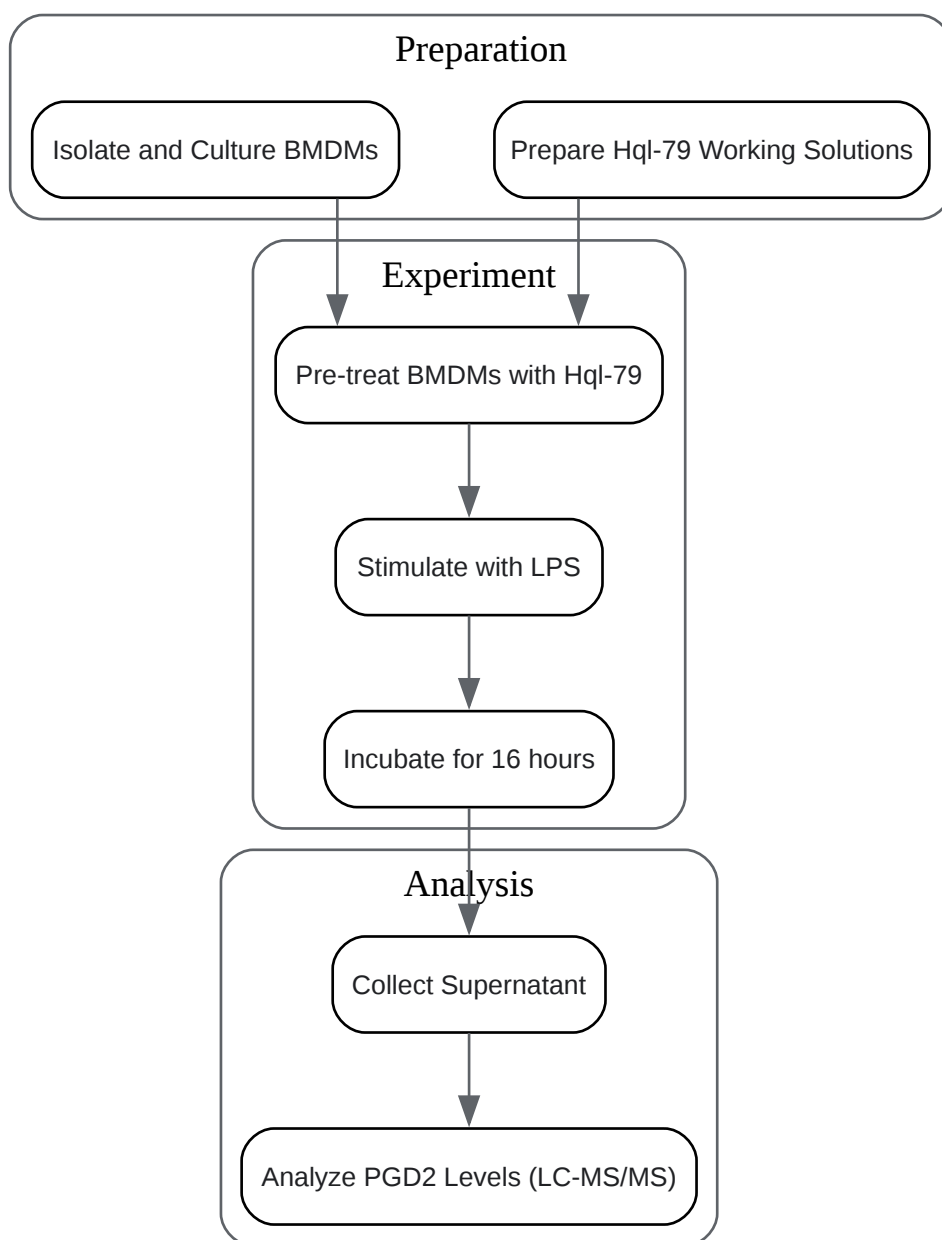 Preparation
Isolate and Culture BMDMs
Prepare Hql-79 Working Solutions
Experiment
Pre-treat BMDMs with Hql-79
Stimulate with LPS
Incubate for 16 hours
Analysis
Collect Supernatant
Analyze PGD2 Levels (LC-MS/MS)